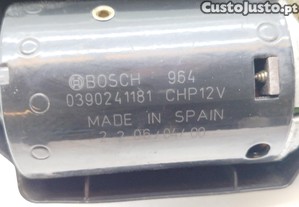 CustoJusto.pt
BOSCH 964
0390241181 CHP12V
MADE IN SPAIN